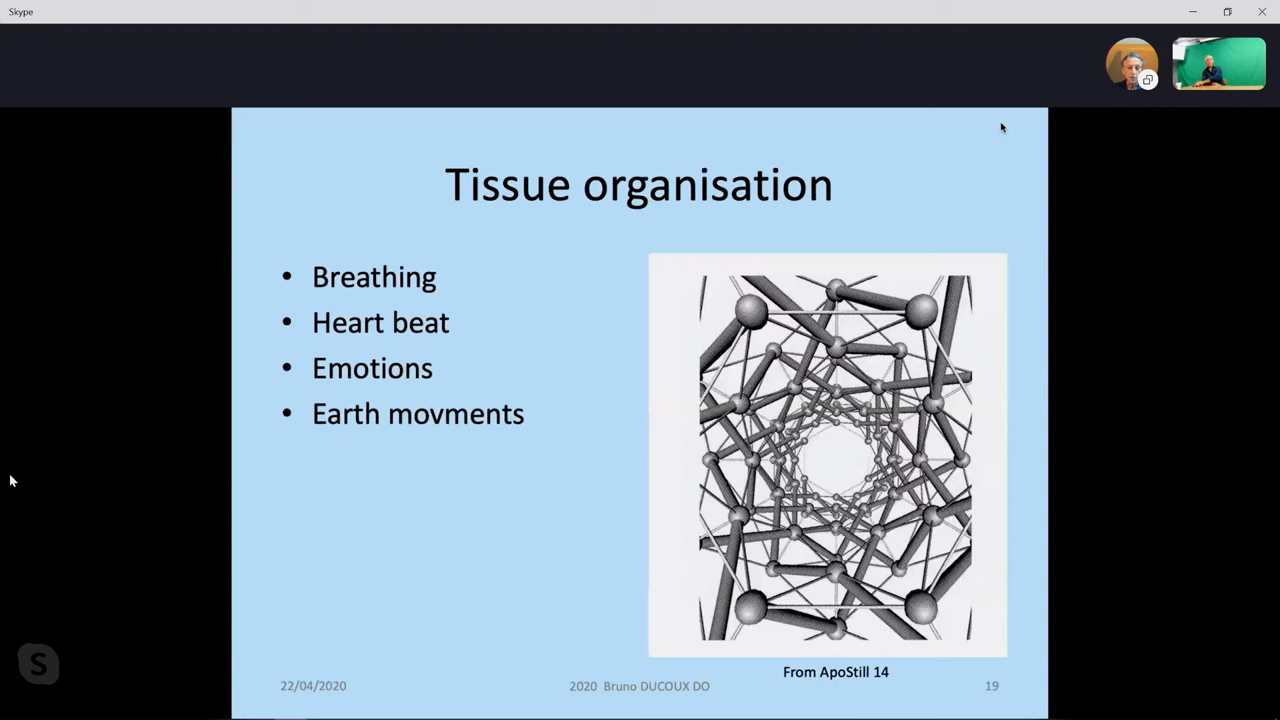 Skype
Tissue organisation
• Breathing
• Heart beat
• Emotions
• Earth movments
From ApoStill 14
22/04/2020
2020 Bruno DUCOUX DO
19
S